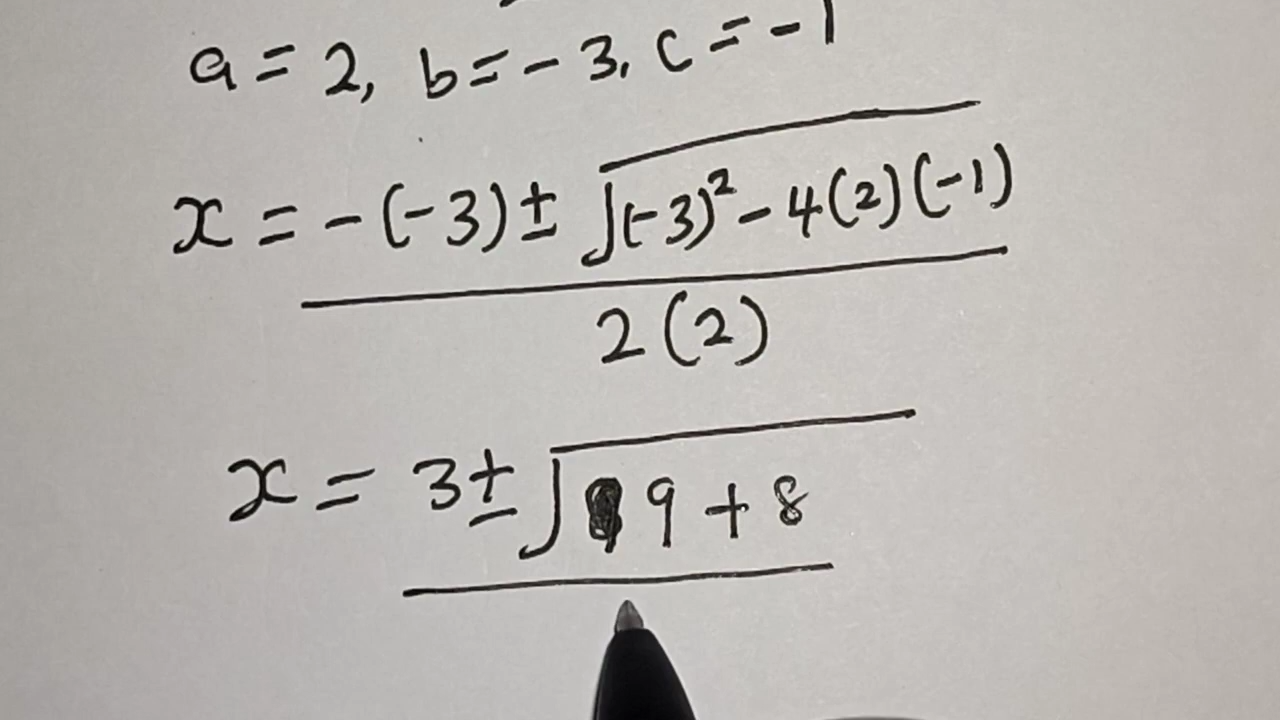 a = 2, b = -3, c = -1
x = -(-3) ± √(-3)² - 4(2)(-1)
2(2)
x = 3 ± √9 + 8